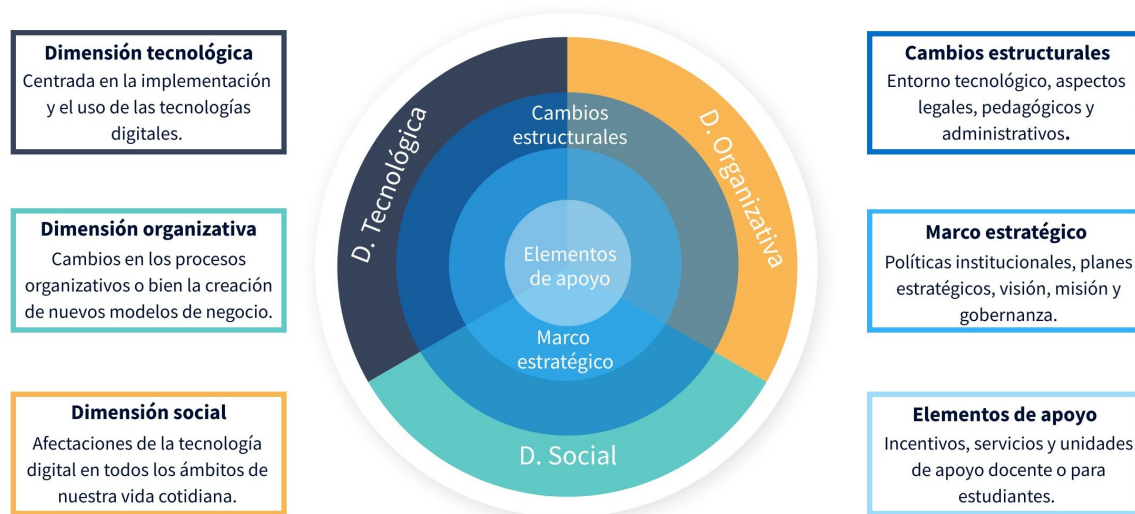 Dimensión tecnológica
Centrada en la implementación
y el uso de las tecnologías
digitales.
Dimensión organizativa
Cambios en los procesos
organizativos o bien la creación
de nuevos modelos de negocio.
Dimensión social
Afectaciones de la tecnología
digital en todos los ámbitos de
nuestra vida cotidiana.
D. Tecnológica
Cambios
estructurales
D. Organizativa
Elementos
de apoyo
Marco
estratégico
D. Social
Cambios estructurales
Entorno tecnológico, aspectos
legales, pedagógicos y
administrativos.
Marco estratégico
Políticas institucionales, planes
estratégicos, visión, misión y
gobernanza.
Elementos de apoyo
Incentivos, servicios y unidades
de apoyo docente o para
estudiantes.